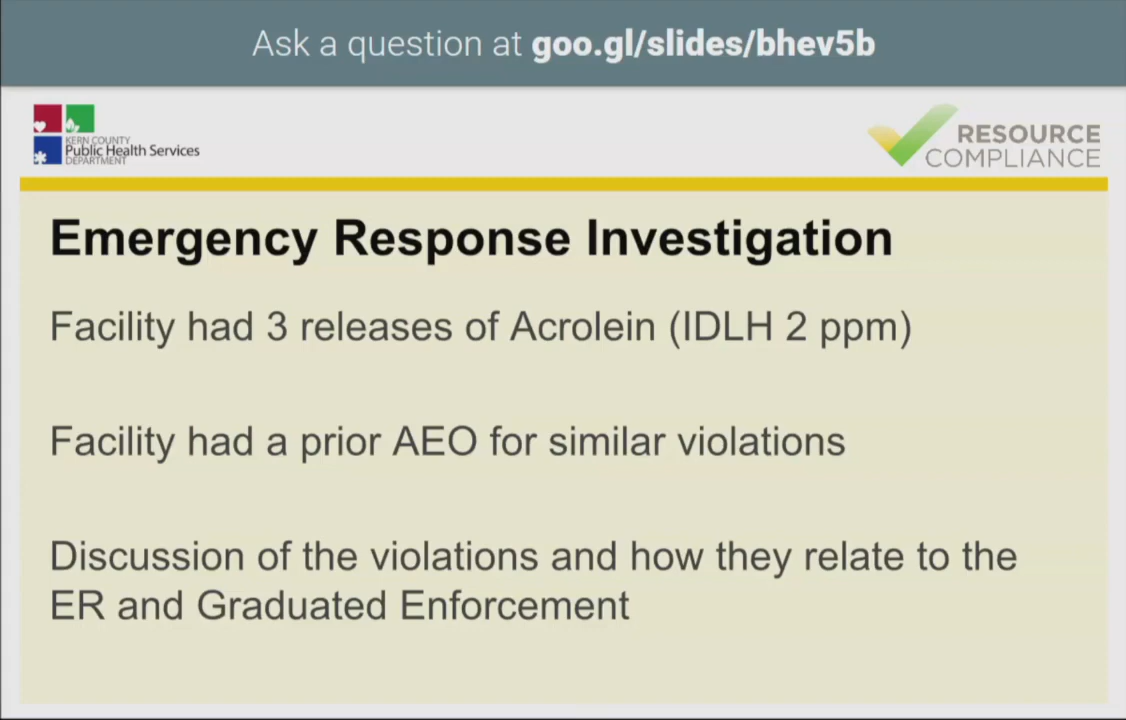 Ask a question at goo.gl/slides/bhev5b
KERN COUNTY
Public Health Services
DEPARTMENT
RESOURCE
COMPLIANCE
Emergency Response Investigation
Facility had 3 releases of Acrolein (IDLH 2 ppm)
Facility had a prior AEO for similar violations
Discussion of the violations and how they relate to the
ER and Graduated Enforcement